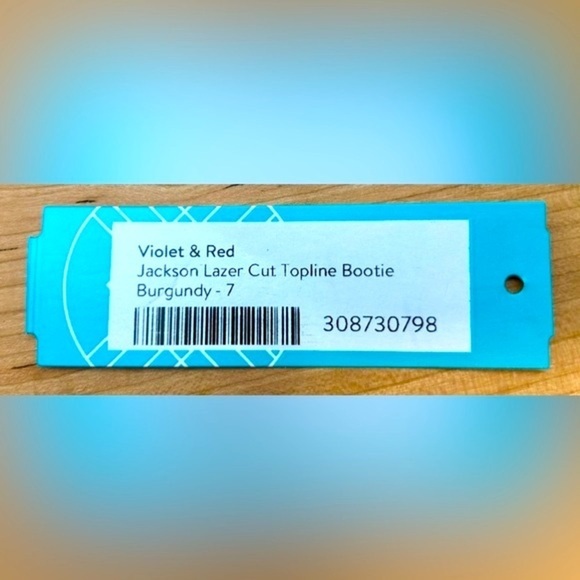 Violet & Red
Jackson Lazer Cut Topline Bootie
Burgundy - 7
308730798